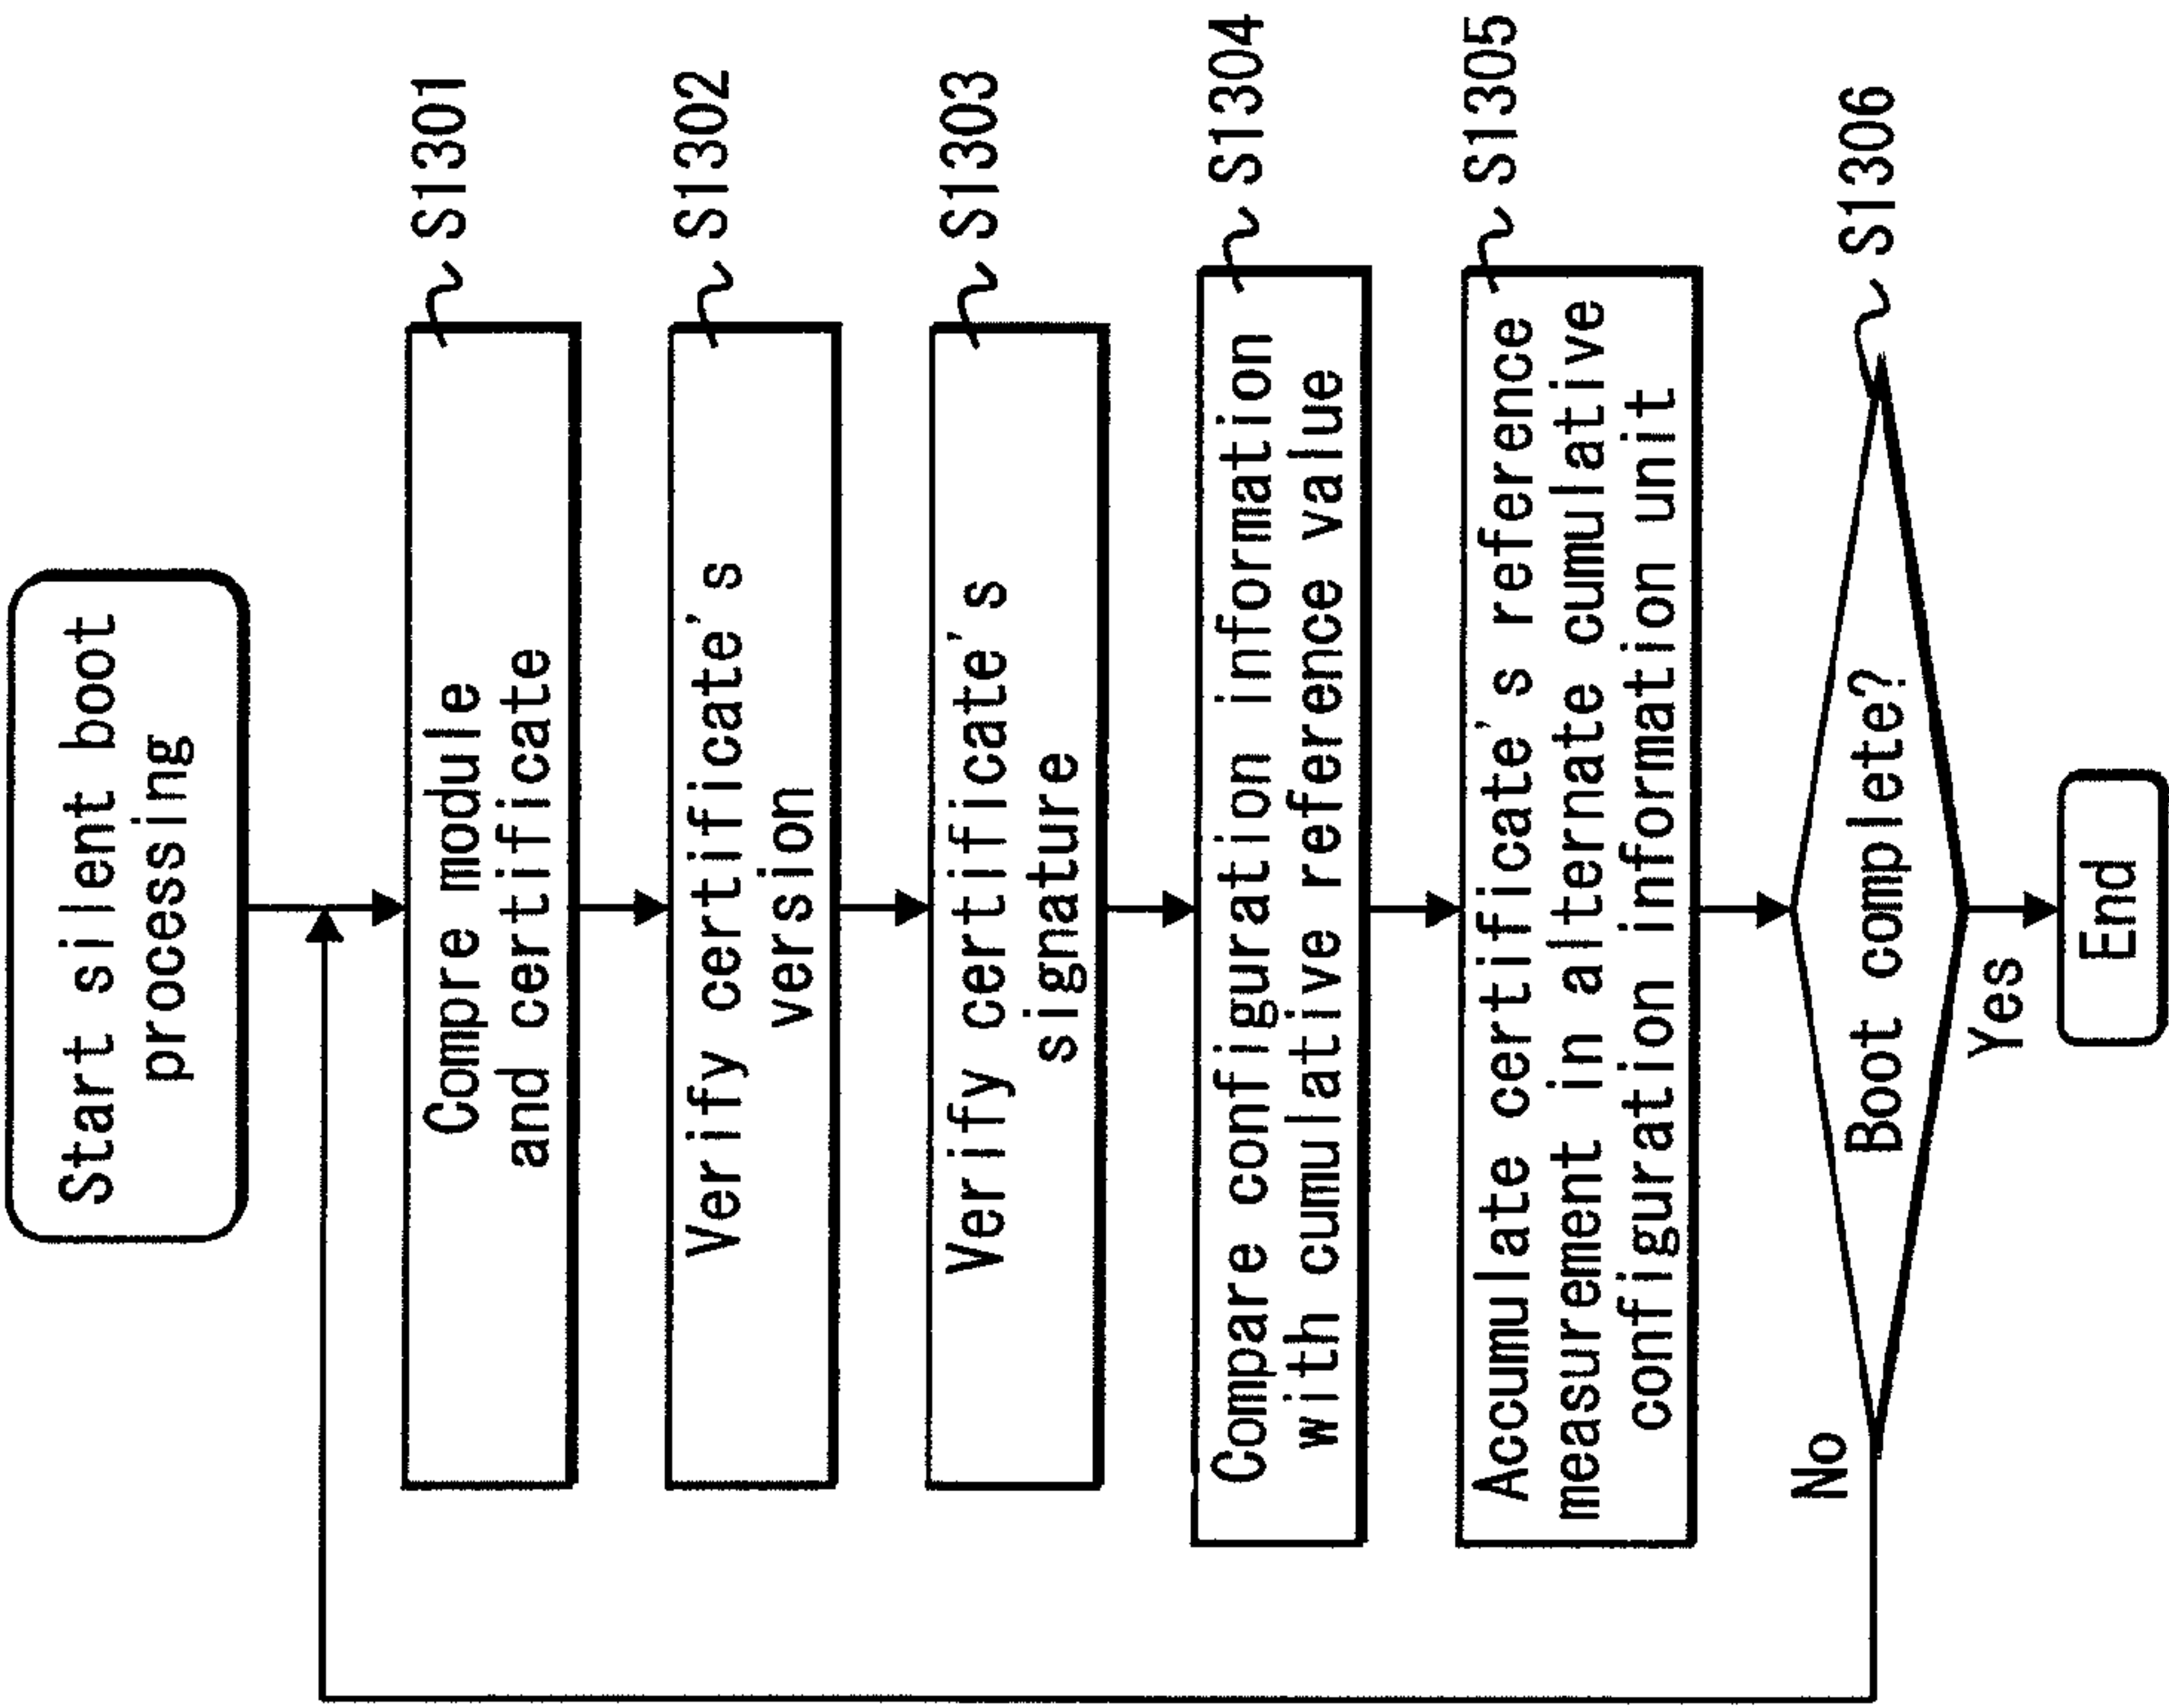 Start silent boot
processing
Compre module
and certificate
S1301
Verify certificate's
version
S1302
Verify certificate's
signature
S1303
Compare configuration information
with cumulative reference value
S1304
Accumulate certificate's reference
measurement in alternate cumulative
configuration information unit
S1305
Boot complete?
S1306
No
Yes
End